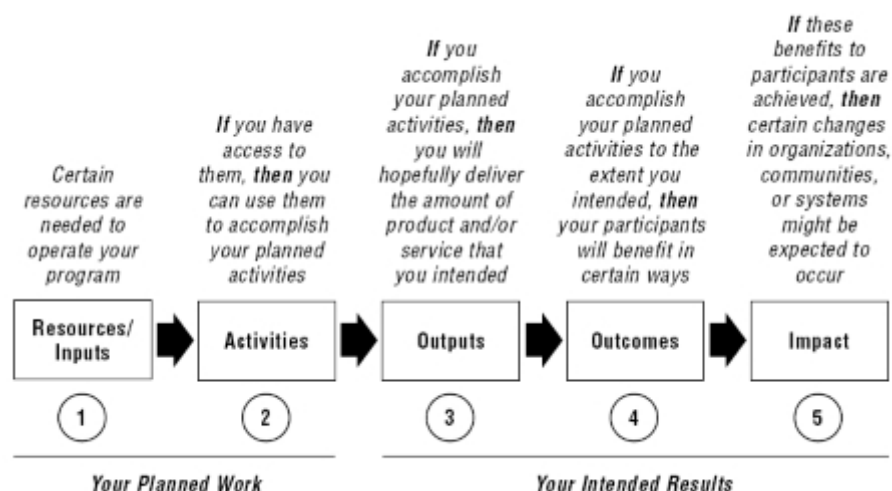 Certain
resources are
needed to
operate your
program
If you have
access to
them, then you
can use them
to accomplish
your planned
activities
If you
accomplish
your planned
activities, then
you will
hopefully deliver
the amount of
product and/or
service that
you intended
If you
accomplish
your planned
activities to the
extent you
intended, then
your participants
will benefit in
certain ways
If these
benefits to
participants are
achieved, then
certain changes
in organizations,
communities,
or systems
might be
expected to
occur
Resources/
Inputs
Activities
Outputs
Outcomes
Impact
1
2
3
4
5
Your Planned Work
Your Intended Results